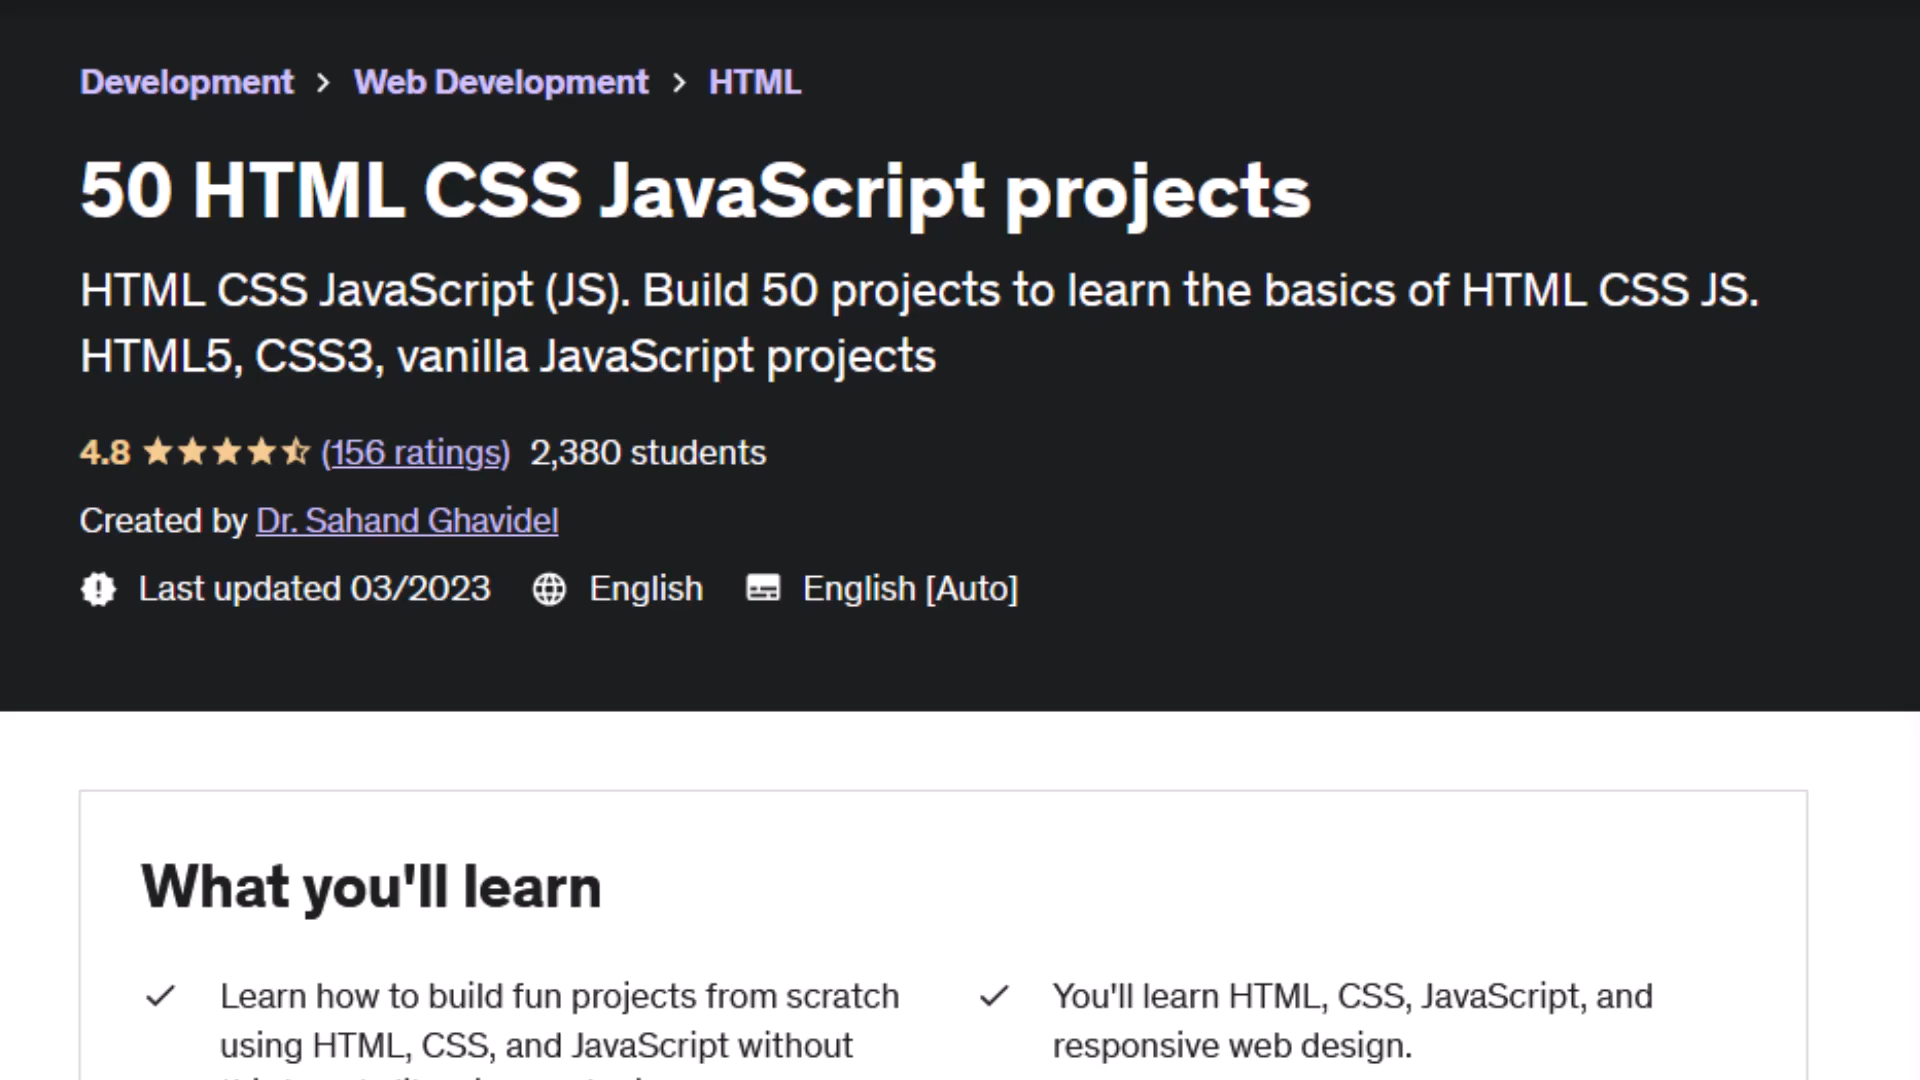 Development > Web Development > HTML
50 HTML CSS JavaScript projects
HTML CSS JavaScript (JS). Build 50 projects to learn the basics of HTML CSS JS.
HTML5, CSS3, vanilla JavaScript projects
4.8 (156 ratings) 2,380 students
Created by Dr. Sahand Ghavidel
Last updated 03/2023 English English [Auto]
What you'll learn
Learn how to build fun projects from scratch
using HTML, CSS, and JavaScript without
You'll learn HTML, CSS, JavaScript, and
responsive web design.